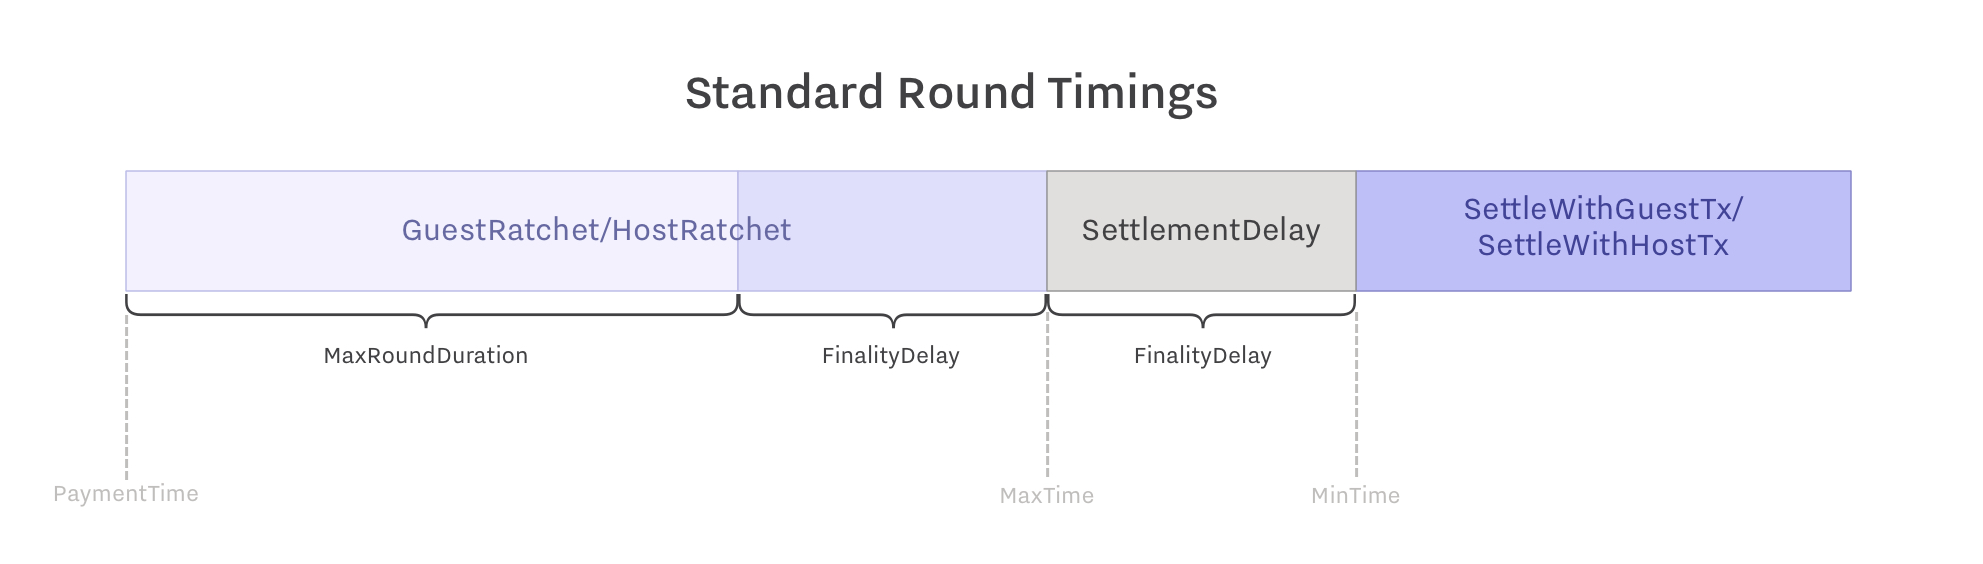 Standard Round Timings
GuestRatchet/HostRatchet
SettlementDelay
SettleWithGuestTx/
SettleWithHostTx
MaxRoundDuration
FinalityDelay
FinalityDelay
PaymentTime
MaxTime
MinTime